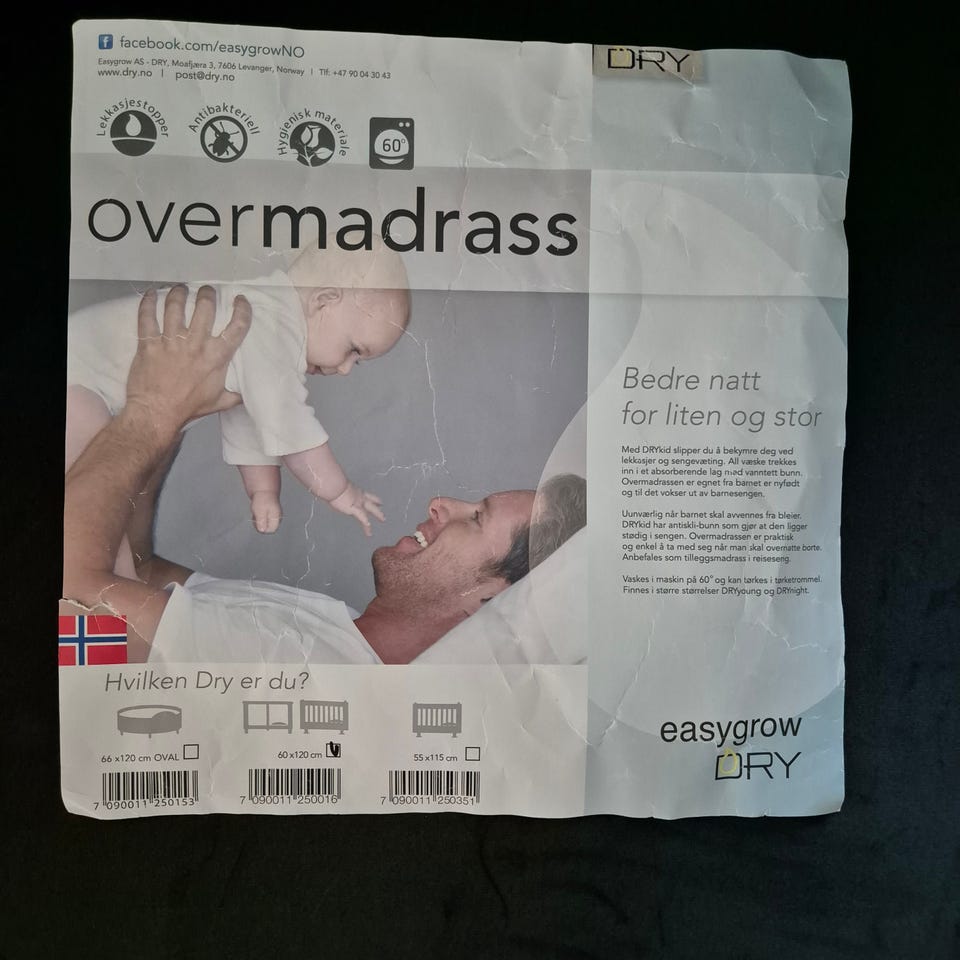 facebook.com/easygrowNO
Easygrow AS - DRY, Moafjæra 3, 7606 Levanger, Norway | Tlf: +47 90 04 30 43
www.dry.no | post@dry.no
DRY
Lekkasjestopper
Antibakteriell
Hygienisk materiale
60°
overmadrass
Bedre natt
for liten og stor
Med DRYkid slipper du å bekymre deg ved
lekkasjer og sengevæting. All væske trekkes
inn i et absorberende lag med vanntett bunn.
Overmadrassen er egnet fra barnet er nyfødt
og til det vokser ut av barnesengen.
Uunværlig når barnet skal avvennes fra bleier.
DRYkid har antiskli-bunn som gjør at den ligger
stødig i sengen. Overmadrassen er praktisk
og enkel å ta med seg når man skal overnatte borte.
Anbefales som tilleggsmadrass i reiseseng.
Vaskes i maskin på 60° og kan tørkes i tørketrommel.
Finnes i større størrelser DRYyoung og DRYnight.
Hvilken Dry er du?
66 x120 cm OVAL
60 x120 cm
55 x115 cm
7 090011 250153
7 090011 250016
7 090011 250351
easygrow
DRY